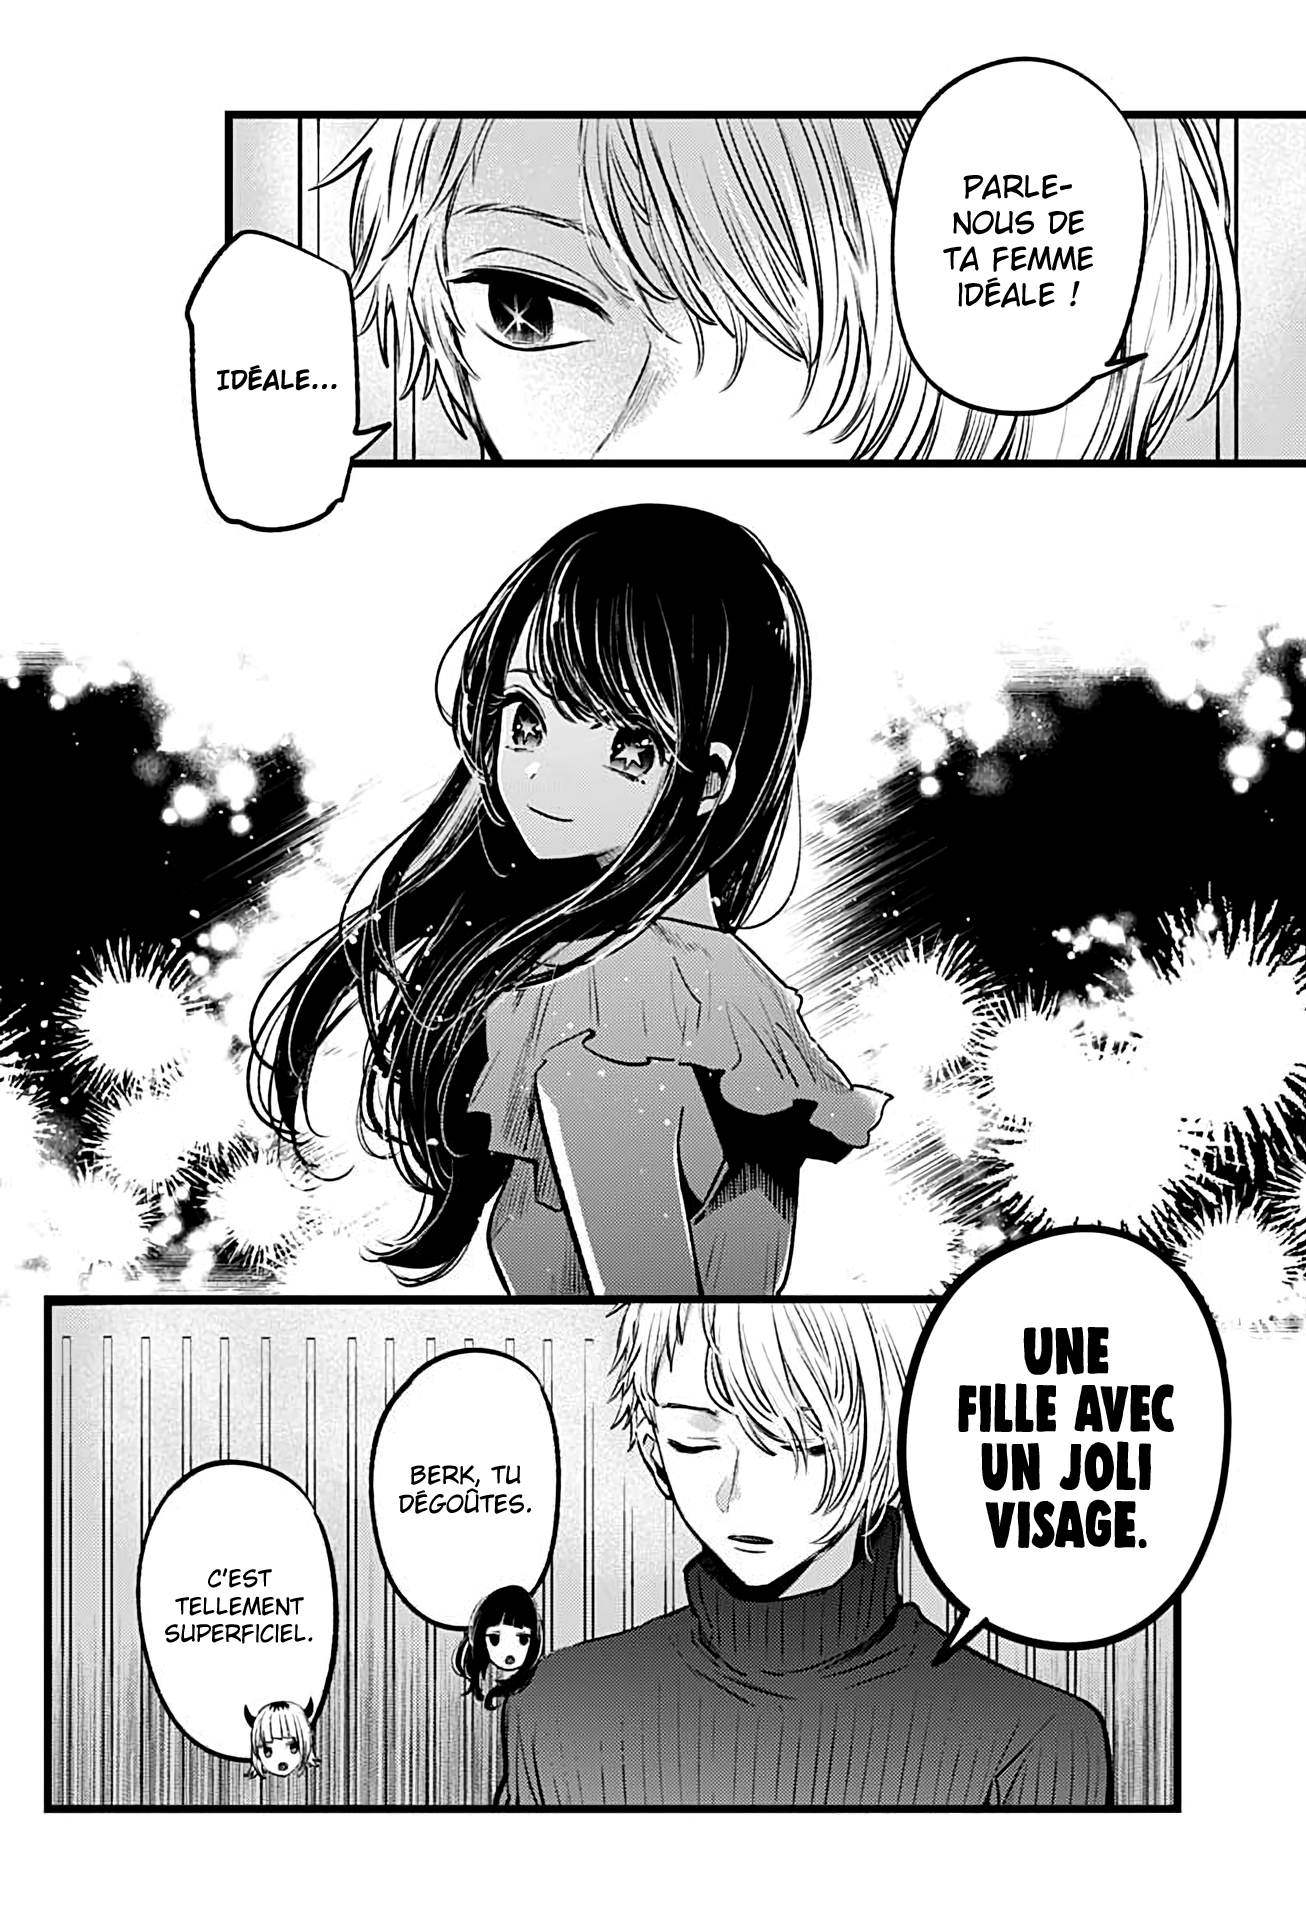 PARLE-
NOUS DE
TA FEMME
IDÉALE !
IDÉALE...
UNE
FILLE AVEC
UN JOLI
VISAGE.
BERK, TU
DÉGOÛTES.
C'EST
TELLEMENT
SUPERFICIEL.